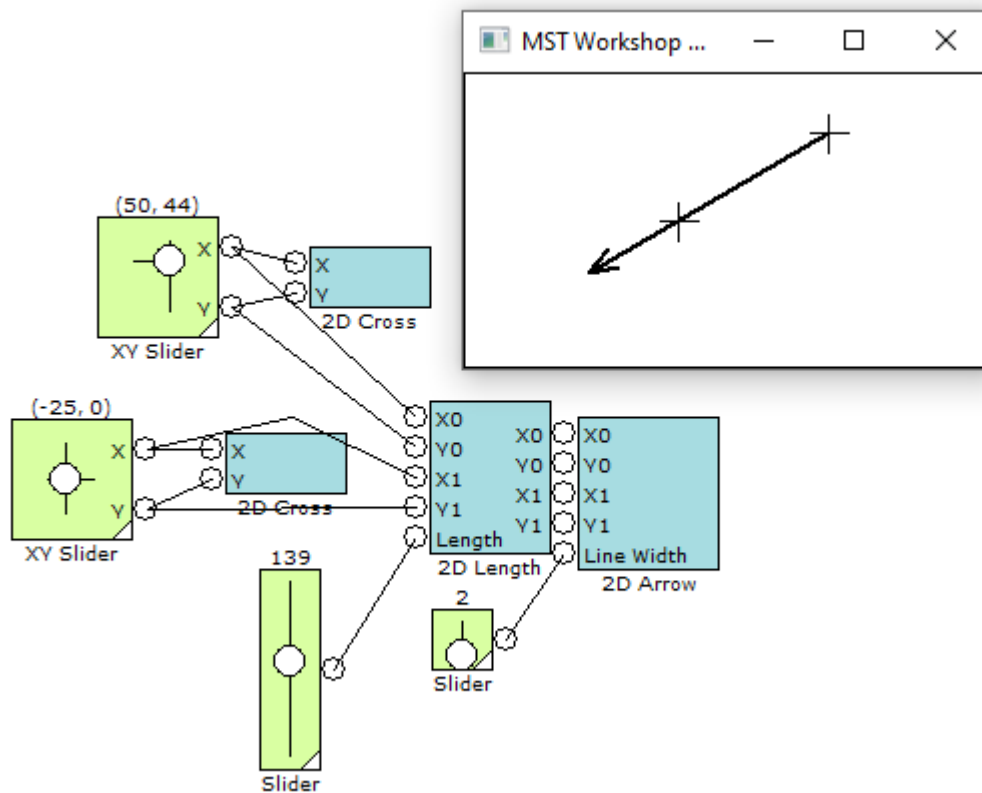 MST Workshop ...
(50, 44)
X
Y
XY Slider
X
Y
2D Cross
(-25, 0)
X
Y
XY Slider
X
Y
2D Cross
X0
Y0
X1
Y1
Length
X0
Y0
X1
Y1
2D Length
X0
Y0
X1
Y1
Line Width
2D Arrow
139
Slider
2
Slider